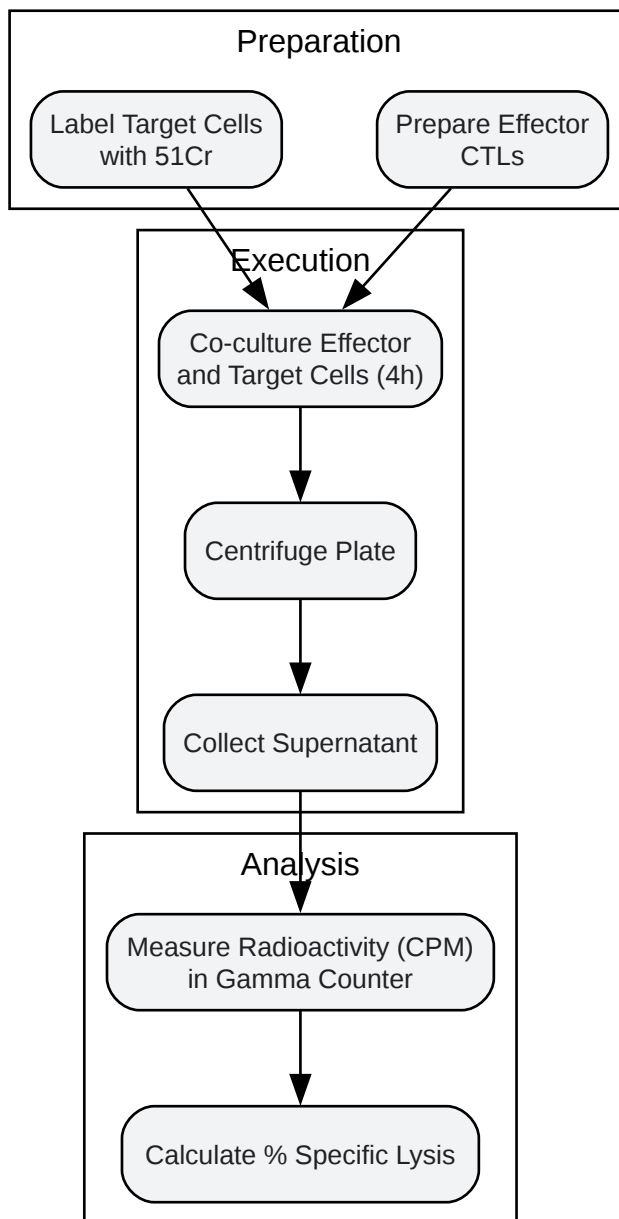 Preparation
Label Target Cells
with 51Cr
Prepare Effector
CTLs
Execution
Co-culture Effector
and Target Cells (4h)
Centrifuge Plate
Collect Supernatant
Analysis
Measure Radioactivity (CPM)
in Gamma Counter
Calculate % Specific Lysis